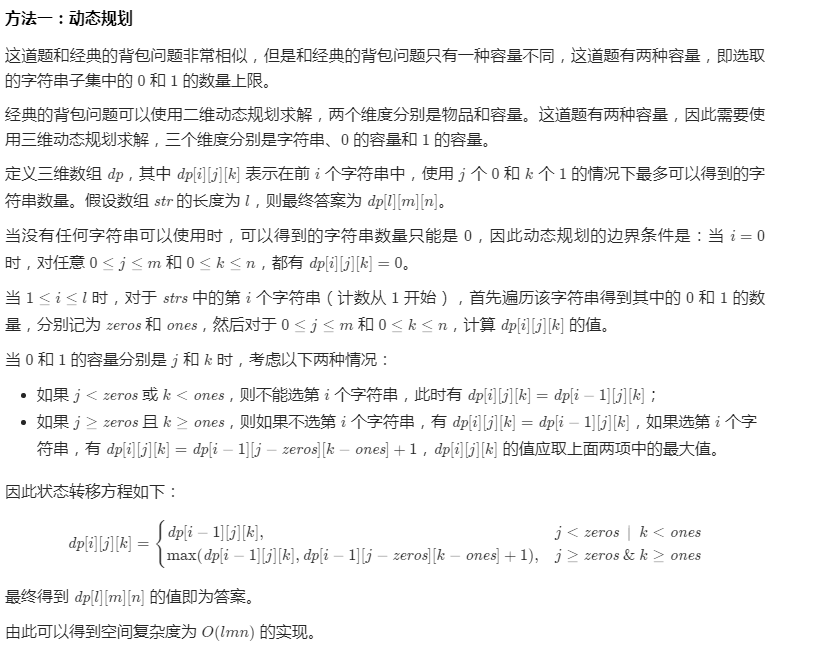 方法一：动态规划
这道题和经典的背包问题非常相似，但是和经典的背包问题只有一种容量不同，这道题有两种容量，即选取
的字符串子集中的 0 和 1 的数量上限。
经典的背包问题可以使用二维动态规划求解，两个维度分别是物品和容量。这道题有两种容量，因此需要使
用三维动态规划求解，三个维度分别是字符串、0 的容量和 1 的容量。
定义三维数组 dp，其中 dp[i][j][k] 表示在前 i 个字符串中，使用 j 个 0 和 k 个 1 的情况下最多可以得到的字
符串数量。假设数组 str 的长度为 l，则最终答案为 dp[l][m][n]。
当没有任何字符串可以使用时，可以得到的字符串数量只能是 0，因此动态规划的边界条件是：当 i = 0
时，对任意 0 ≤ j ≤ m 和 0 ≤ k ≤ n，都有 dp[i][j][k] = 0。
当 1 ≤ i ≤ l 时，对于 strs 中的第 i 个字符串（计数从 1 开始），首先遍历该字符串得到其中的 0 和 1 的数
量，分别记为 zeros 和 ones，然后对于 0 ≤ j ≤ m 和 0 ≤ k ≤ n，计算 dp[i][j][k] 的值。
当 0 和 1 的容量分别是 j 和 k 时，考虑以下两种情况：
• 如果 j < zeros 或 k < ones，则不能选第 i 个字符串，此时有 dp[i][j][k] = dp[i − 1][j][k]；
• 如果 j ≥ zeros 且 k ≥ ones，则如果不选第 i 个字符串，有 dp[i][j][k] = dp[i − 1][j][k]，如果选第 i 个字
符串，有 dp[i][j][k] = dp[i − 1][j − zeros][k − ones] + 1，dp[i][j][k] 的值应取上面两项中的最大值。
因此状态转移方程如下：
dp[i][j][k] = { dp[i − 1][j][k], j < zeros | k < ones
max(dp[i − 1][j][k], dp[i − 1][j − zeros][k − ones] + 1), j ≥ zeros & k ≥ ones
最终得到 dp[l][m][n] 的值即为答案。
由此可以得到空间复杂度为 O(lmn) 的实现。